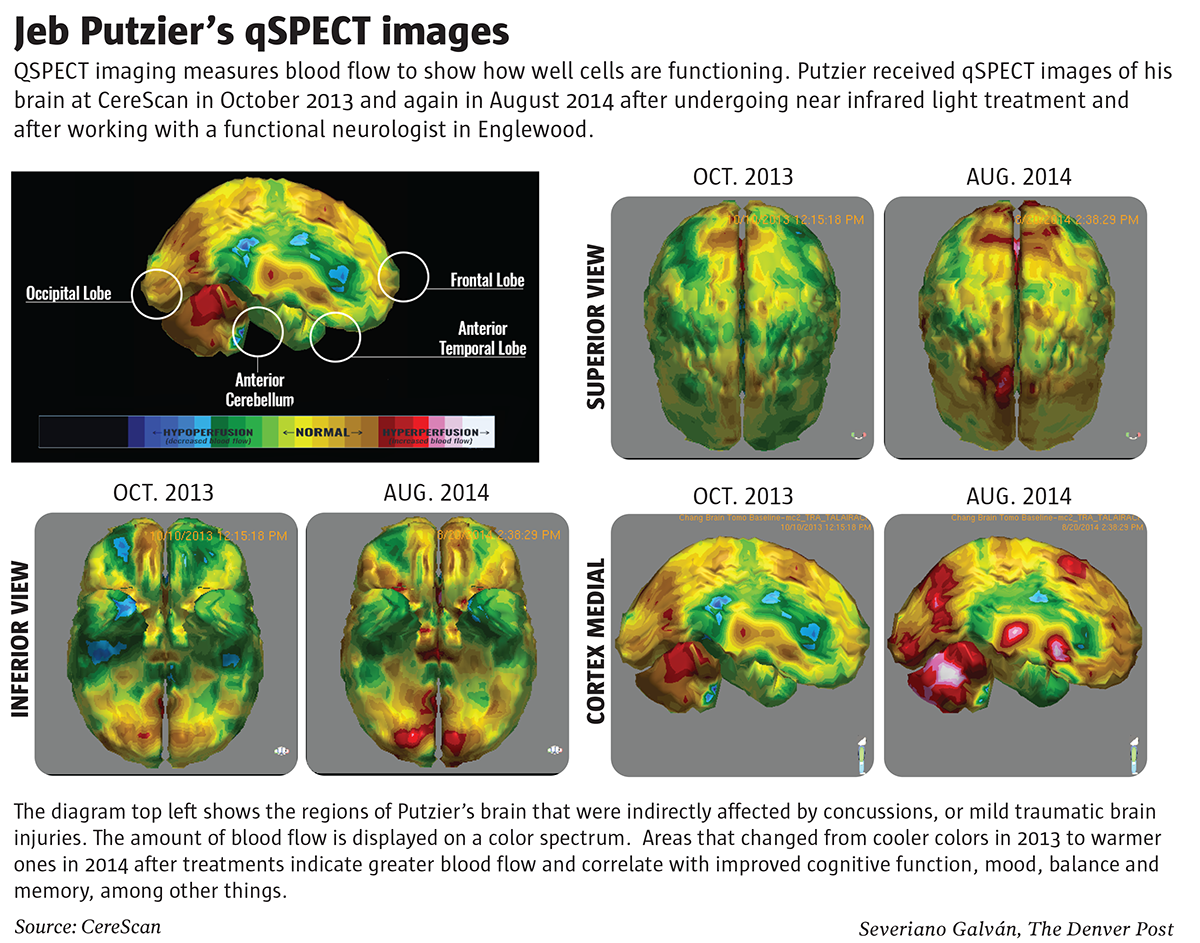 Jeb Putzier's qSPECT images
QSPECT imaging measures blood flow to show how well cells are functioning. Putzier received qSPECT images of his
brain at CereScan in October 2013 and again in August 2014 after undergoing near infrared light treatment and
after working with a functional neurologist in Englewood.
Occipital Lobe
Frontal Lobe
Anterior
Temporal Lobe
Anterior
Cerebellum
←HYPOPERFUSION
(decreased blood flow)
←NORMAL→
HYPERPERFUSION→
(increased blood flow)
SUPERIOR VIEW
OCT. 2013
10/10/2013 12:15:18 PM
AUG. 2014
2:38:29 PM
INFERIOR VIEW
OCT. 2013
10/10/2013 12:15:18 PM
AUG. 2014
8/20/2014 2:38:29 PM
CORTEX MEDIAL
OCT. 2013
Chang Brain Tomo Baseline-mc2_TRA_TALAIRAC
10/10/2013 12:15:18 PM
AUG. 2014
Chang Brain Tomo Baseline-mc2_TRA_TALAIRAC
8/20/2014 2:38:29 PM
The diagram top left shows the regions of Putzier's brain that were indirectly affected by concussions, or mild traumatic brain
injuries. The amount of blood flow is displayed on a color spectrum.  Areas that changed from cooler colors in 2013 to warmer
ones in 2014 after treatments indicate greater blood flow and correlate with improved cognitive function, mood, balance and
memory, among other things.
Source: CereScan
Severiano Galván, The Denver Post